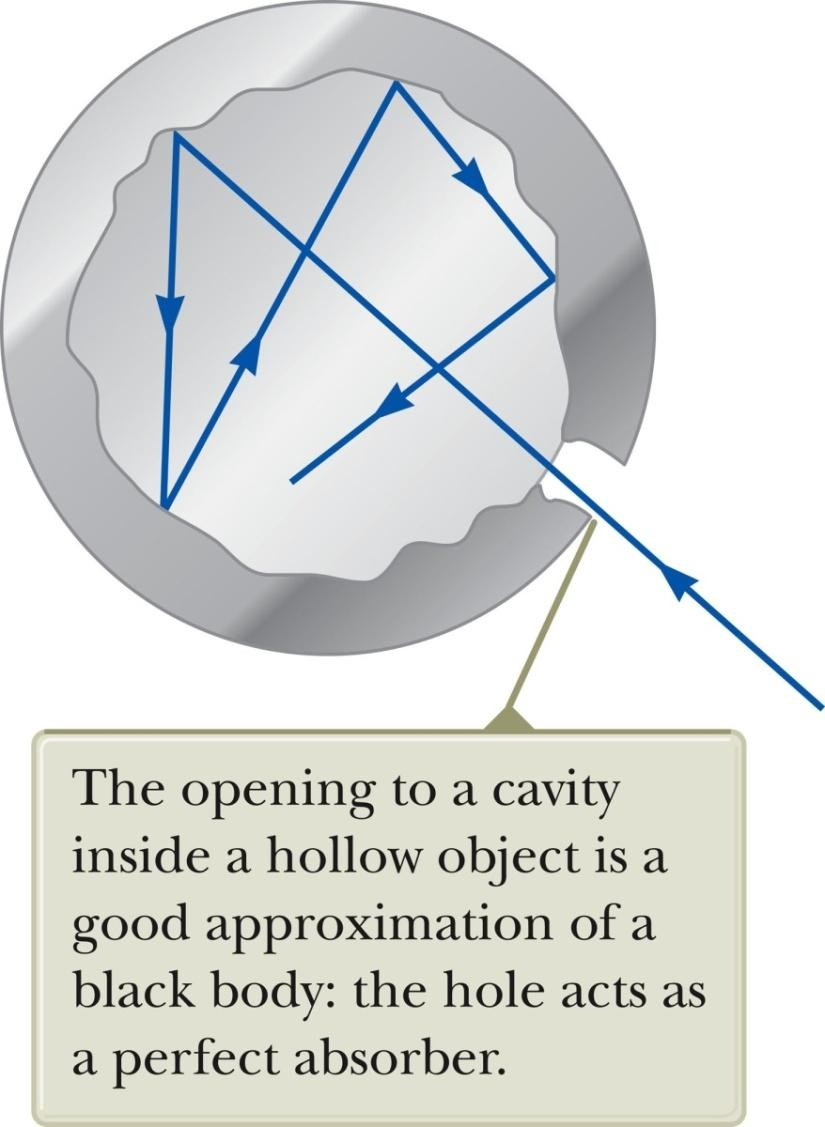 The opening to a cavity
inside a hollow object is a
good approximation of a
black body: the hole acts as
a perfect absorber.